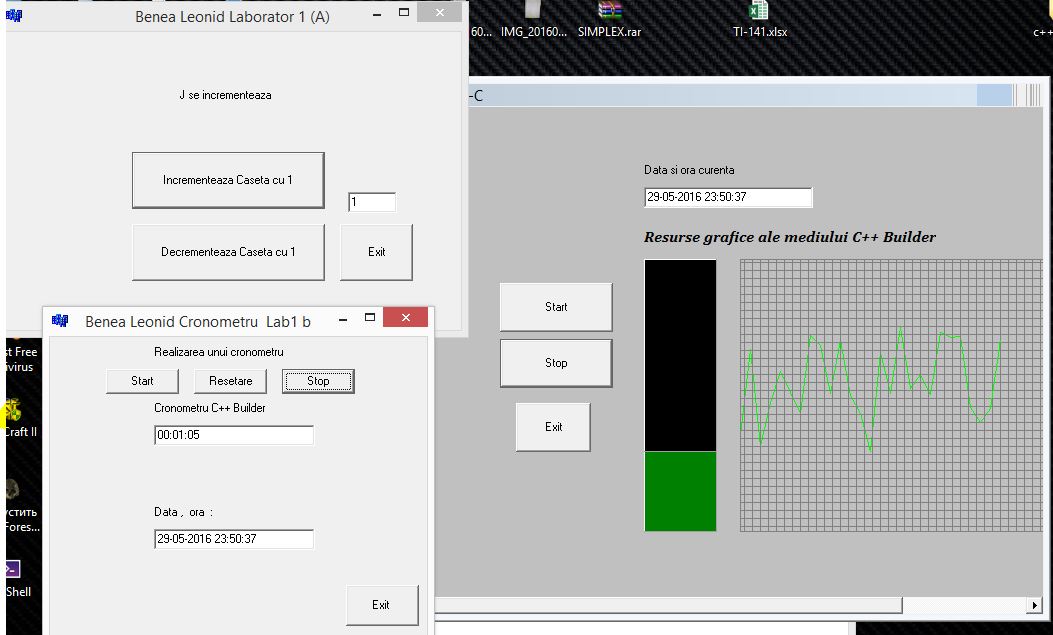 Benea Leonid Laborator 1 (A)
J se incrementeaza
Incrementeaza Caseta cu 1
1
Decrementeaza Caseta cu 1
Exit
Benea Leonid Cronometru Lab1 b
Realizarea unui cronometru
Start
Resetare
Stop
Cronometru C++ Builder
00:01:05
Data , ora :
29-05-2016 23:50:37
Exit
60...
IMG_20160...
SIMPLEX.rar
TI-141.xlsx
c++
-C
Data si ora curenta
29-05-2016 23:50:37
Resurse grafice ale mediului C++ Builder
Start
Stop
Exit
st Free
ivirus
Craft II
устить
Fores...
Shell